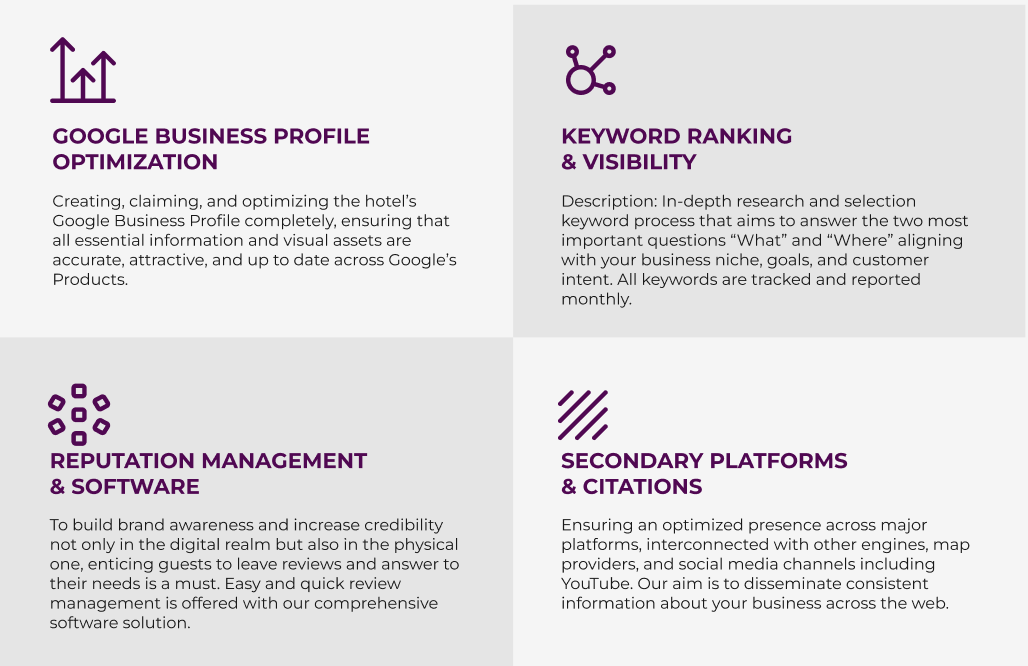 GOOGLE BUSINESS PROFILE
OPTIMIZATION
Creating, claiming, and optimizing the hotel’s
Google Business Profile completely, ensuring that
all essential information and visual assets are
accurate, attractive, and up to date across Google’s
Products.
KEYWORD RANKING
& VISIBILITY
Description: In-depth research and selection
keyword process that aims to answer the two most
important questions “What” and “Where” aligning
with your business niche, goals, and customer
intent. All keywords are tracked and reported
monthly.
REPUTATION MANAGEMENT
& SOFTWARE
To build brand awareness and increase credibility
not only in the digital realm but also in the physical
one, enticing guests to leave reviews and answer to
their needs is a must. Easy and quick review
management is offered with our comprehensive
software solution.
SECONDARY PLATFORMS
& CITATIONS
Ensuring an optimized presence across major
platforms, interconnected with other engines, map
providers, and social media channels including
YouTube. Our aim is to disseminate consistent
information about your business across the web.